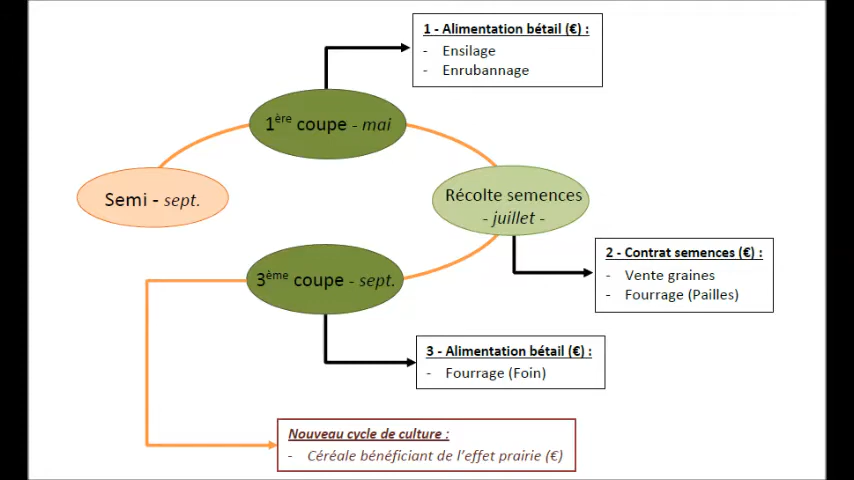 1 - Alimentation bétail (€) :
- Ensilage
- Enrubannage
1ère coupe - mai
Semi - sept.
Récolte semences
- juillet -
2 - Contrat semences (€) :
- Vente graines
- Fourrage (Pailles)
3ème coupe - sept.
3 - Alimentation bétail (€) :
- Fourrage (Foin)
Nouveau cycle de culture :
- Céréale bénéficiant de l'effet prairie (€)